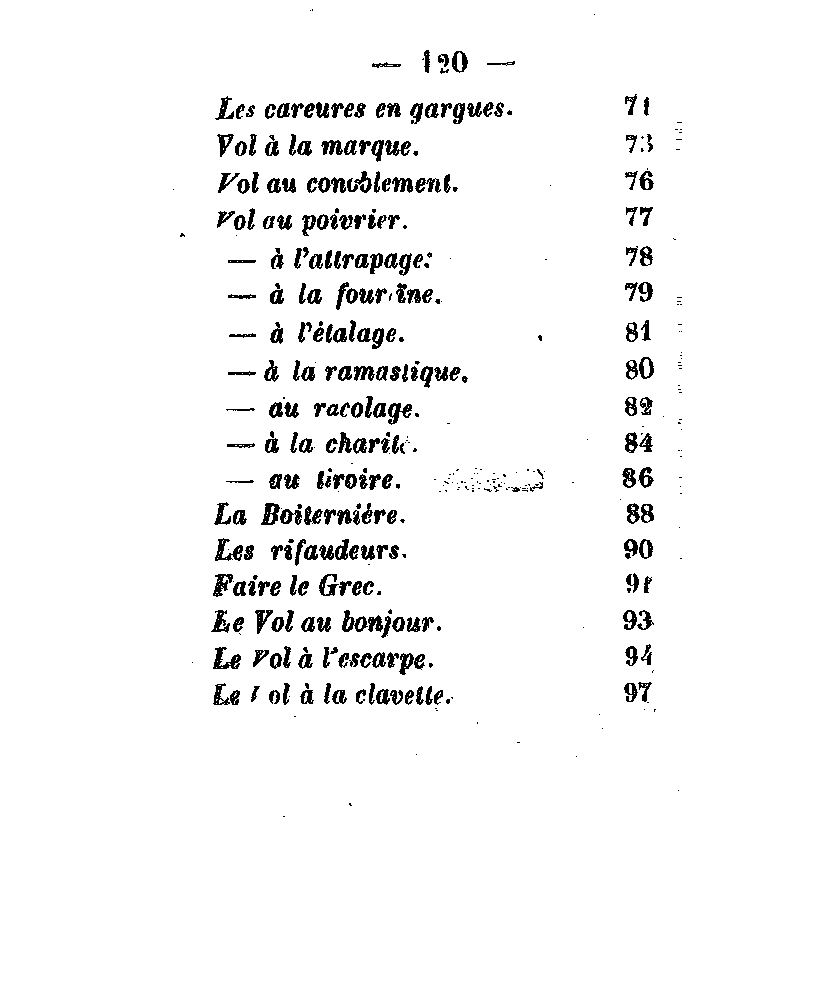 — 120 —
Les careures en gargues. 71
Vol à la marque. 73
Vol au conoblement. 76
Vol au poivrier. 77
— à l'attrapage: 78
— à la 79
— à l'étalage. 81
— à la ramastique. 80
— au racolage. 82
— à la charité. 84
— au tiroire. 86
La Boiterniére. 88
Les rifaudeurs. 90
Faire le Grec. 91
Le Vol au bonjour. 93
Le Vol à l'escarpe. 94
Le Vol à la clavette. 97